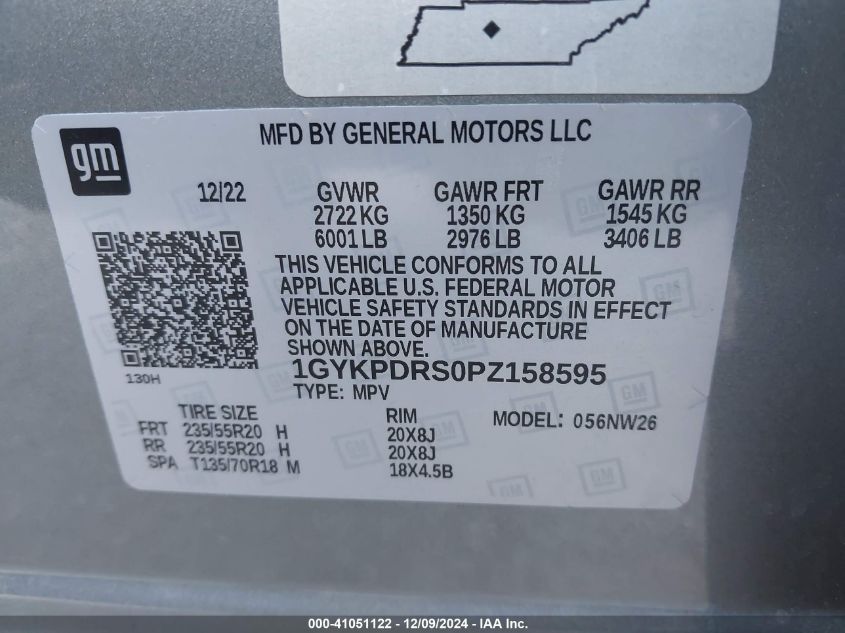 gm
MFD BY GENERAL MOTORS LLC
12/22 GVWR GAWR FRT GAWR RR
2722 KG 1350 KG 1545 KG
6001 LB 2976 LB 3406 LB
THIS VEHICLE CONFORMS TO ALL
APPLICABLE U.S. FEDERAL MOTOR
VEHICLE SAFETY STANDARDS IN EFFECT
ON THE DATE OF MANUFACTURE
SHOWN ABOVE.
1GYKPDRS0PZ158595
130H
TYPE: MPV
TIRE SIZE RIM MODEL: 056NW26
FRT 235/55R20 H 20X8J
RR 235/55R20 H 20X8J
SPA T135/70R18 M 18X4.5B
000-41051122 - 12/09/2024 - IAA Inc.